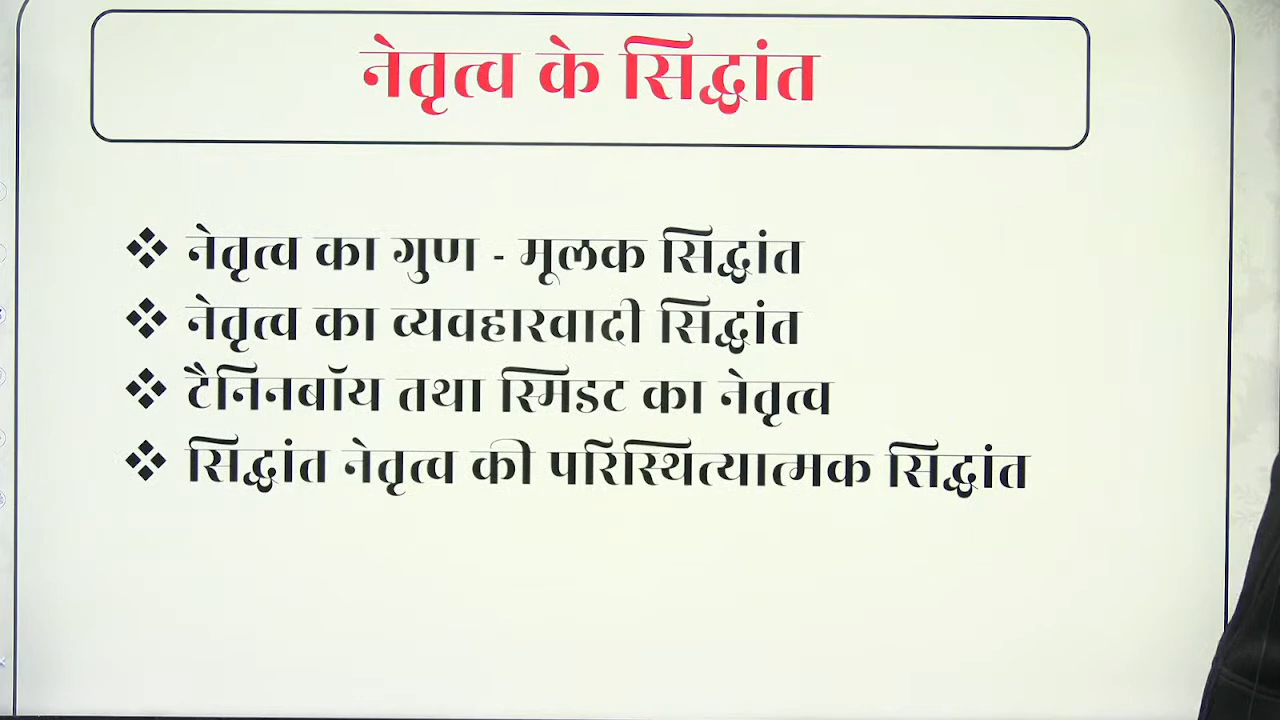 नेतृत्व के सिद्धांत
❖ नेतृत्व का गुण - मूलक सिद्धांत
❖ नेतृत्व का व्यवहारवादी सिद्धांत
❖ टैनिनबॉय तथा स्मिडट का नेतृत्व
❖ सिद्धांत नेतृत्व की परिस्थित्यात्मक सिद्धांत